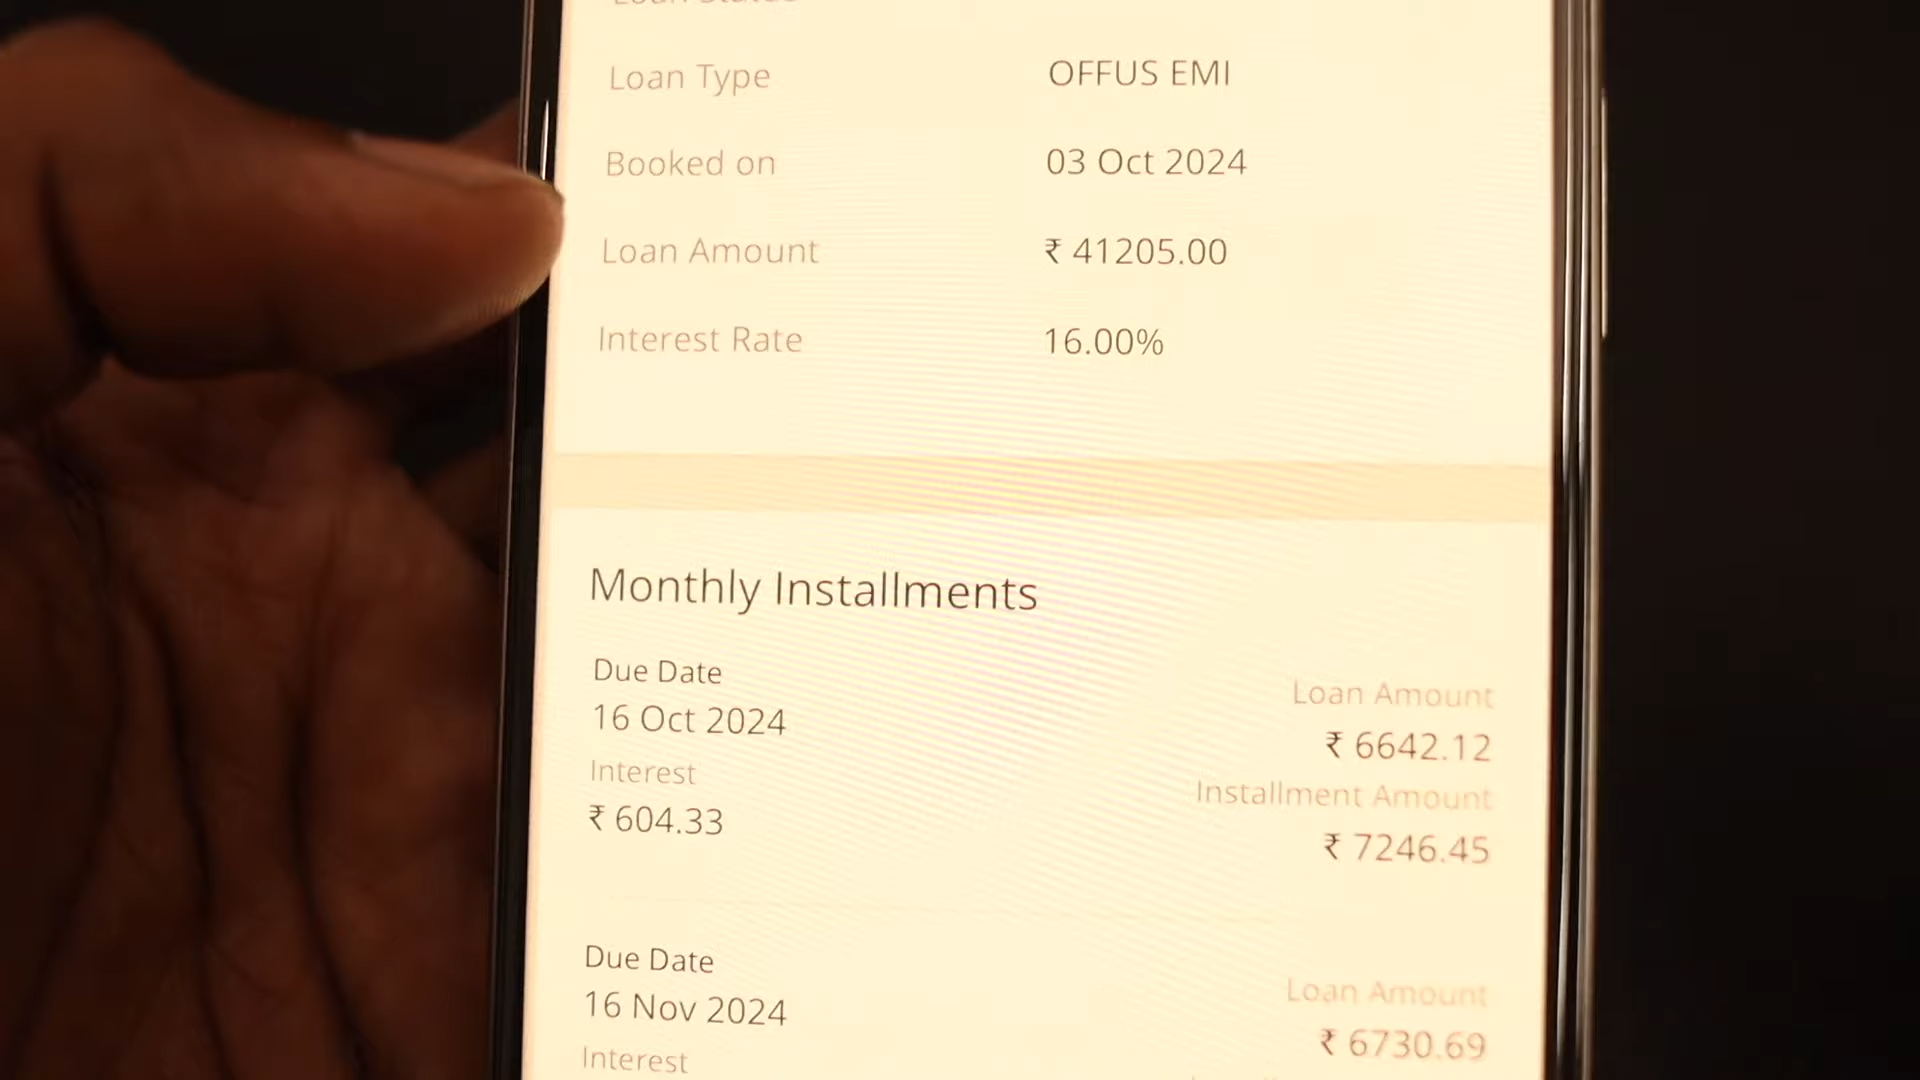 Loan Status
Loan Type OFFUS EMI
Booked on 03 Oct 2024
Loan Amount ₹ 41205.00
Interest Rate 16.00%
Monthly Installments
Due Date
16 Oct 2024
Loan Amount
₹ 6642.12
Interest
₹ 604.33
Installment Amount
₹ 7246.45
Due Date
16 Nov 2024
Loan Amount
₹ 6730.69
Interest